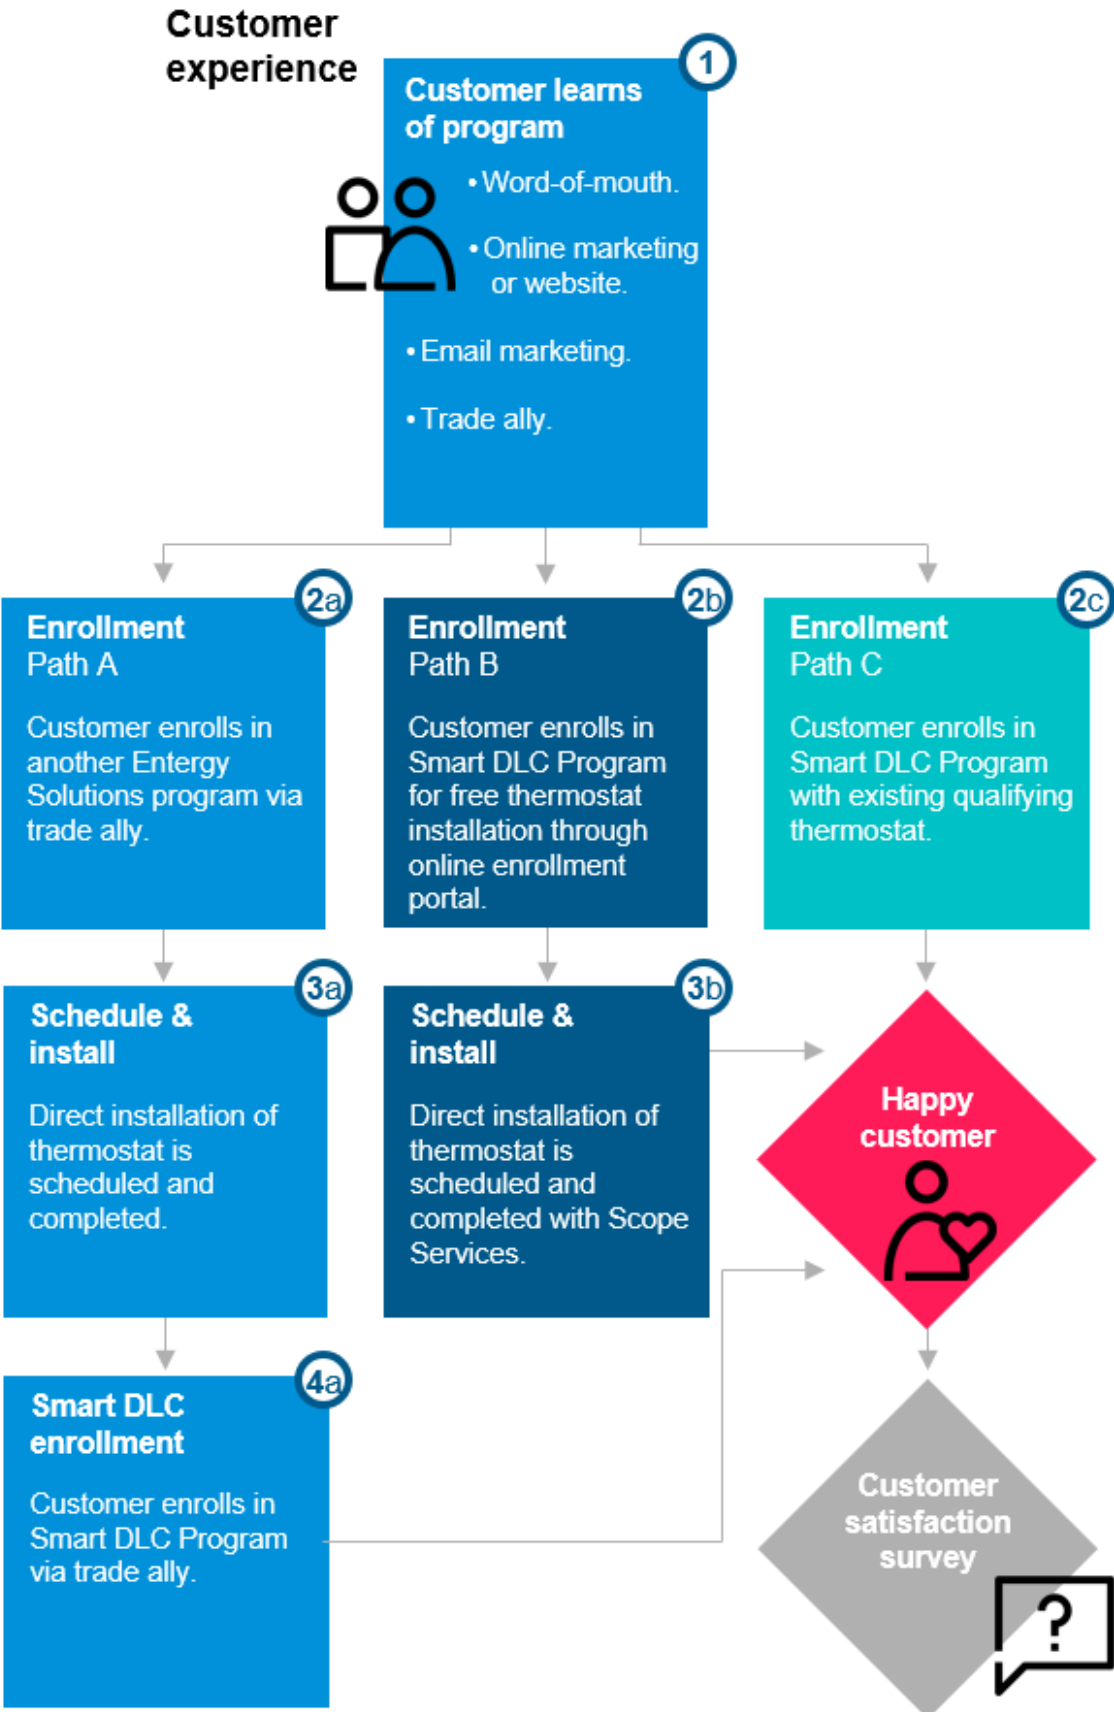 Customer
experience
1
Customer learns
of program
• Word-of-mouth.
• Online marketing
or website.
• Email marketing.
• Trade ally.
2a
Enrollment
Path A
Customer enrolls in
another Entergy
Solutions program via
trade ally.
2b
Enrollment
Path B
Customer enrolls in
Smart DLC Program
for free thermostat
installation through
online enrollment
portal.
2c
Enrollment
Path C
Customer enrolls in
Smart DLC Program
with existing qualifying
thermostat.
3a
Schedule &
install
Direct installation of
thermostat is
scheduled and
completed.
3b
Schedule &
install
Direct installation of
thermostat is
scheduled and
completed with Scope
Services.
Happy
customer
4a
Smart DLC
enrollment
Customer enrolls in
Smart DLC Program
via trade ally.
Customer
satisfaction
survey
?